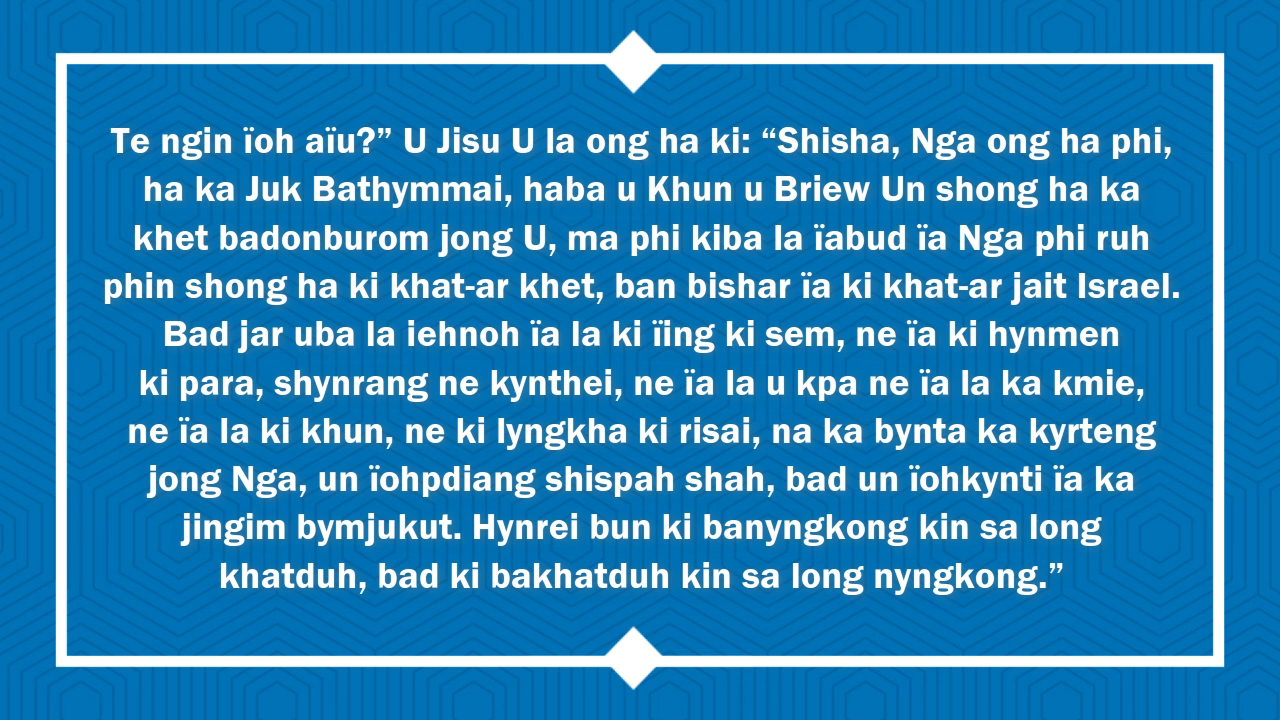 Te ngin ïoh aïu?” U Jisu U la ong ha ki: “Shisha, Nga ong ha phi,
ha ka Juk Bathymmai, haba u Khun u Briew Un shong ha ka
khet badonburom jong U, ma phi kiba la ïabud ïa Nga phi ruh
phin shong ha ki khat-ar khet, ban bishar ïa ki khat-ar jait Israel.
Bad jar uba la iehnoh ïa la ki ïing ki sem, ne ïa ki hynmen
ki para, shynrang ne kynthei, ne ïa la u kpa ne ïa la ka kmie,
ne ïa la ki khun, ne ki lyngkha ki risai, na ka bynta ka kyrteng
jong Nga, un ïohpdiang shispah shah, bad un ïohkynti ïa ka
jingim bymjukut. Hynrei bun ki banyngkong kin sa long
khatduh, bad ki bakhatduh kin sa long nyngkong.”